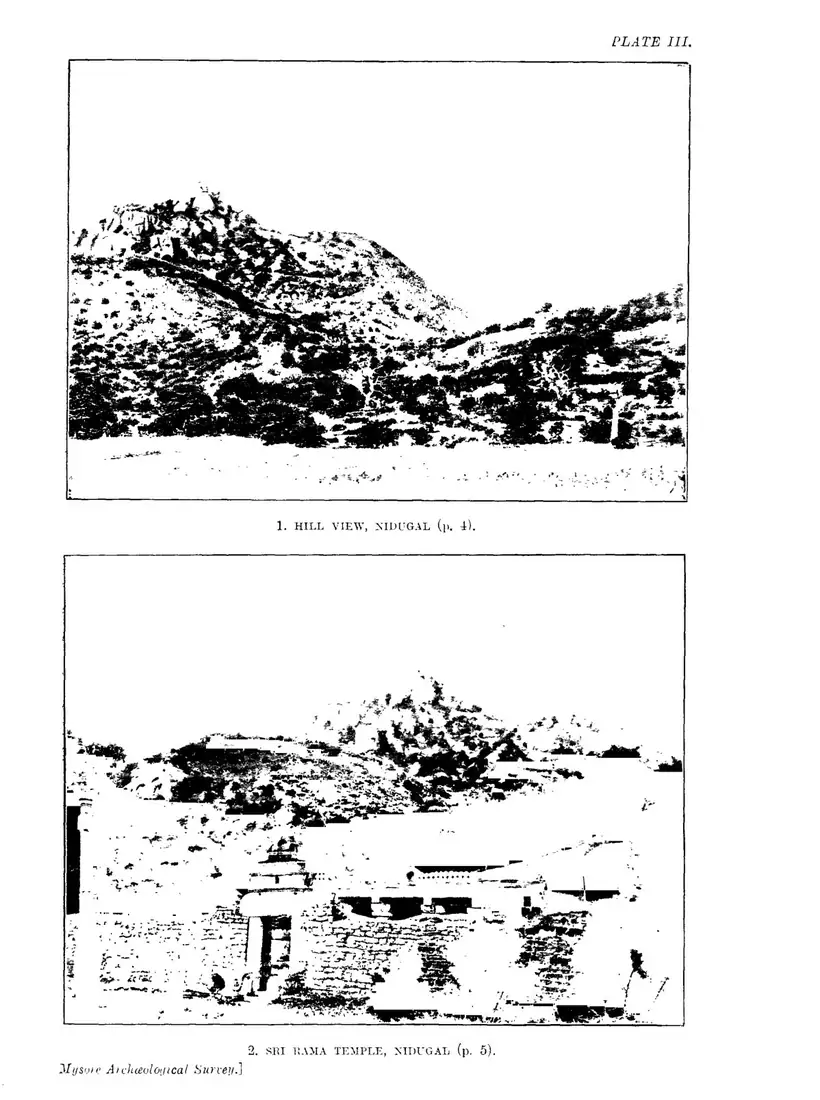 PLATE III.
1. HILL VIEW, NIDUGAL (p. 4).
2. SRI RAMA TEMPLE, NIDUGAL (p. 5).
Mysore Archæological Survey.]